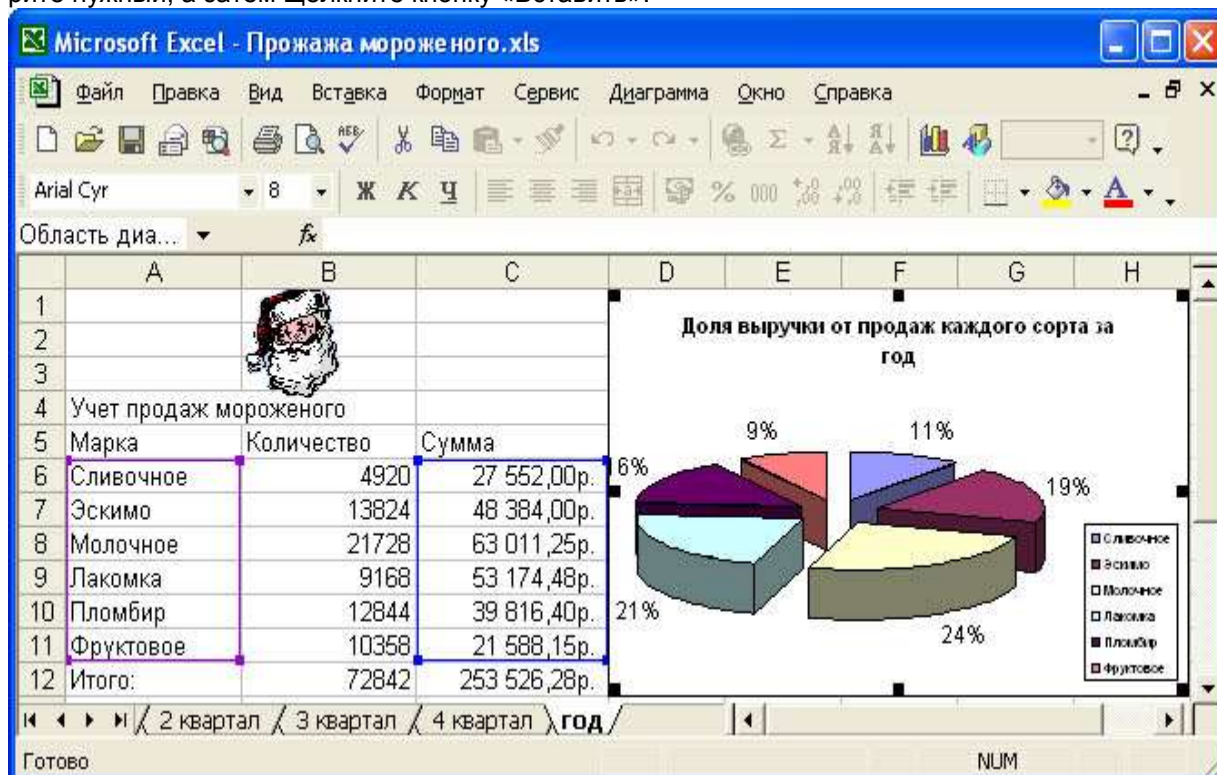 рите нужный, а затем щелкните кнопку «Вставить».
Microsoft Excel - Прожажа мороженого.xls
Файл Правка Вид Вставка Формат Сервис Диаграмма Окно Справка
Arial Cyr 8 Ж К Ч % 000
Область диа... fx
A B C D E F G H
1
2
3
4 Учет продаж мороженого
5 Марка Количество Сумма
6 Сливочное 4920 27 552,00р.
7 Эскимо 13824 48 384,00р.
8 Молочное 21728 63 011,25р.
9 Лакомка 9168 53 174,48р.
10 Пломбир 12844 39 816,40р.
11 Фруктовое 10358 21 588,15р.
12 Итого: 72842 253 526,28р.
Доля выручки от продаж каждого сорта за
год
9% 11%
6% 19%
21% 24%
Сливочное
Эскимо
Молочное
Лакомка
Пломбир
Фруктовое
2 квартал 3 квартал 4 квартал год
Готово NUM